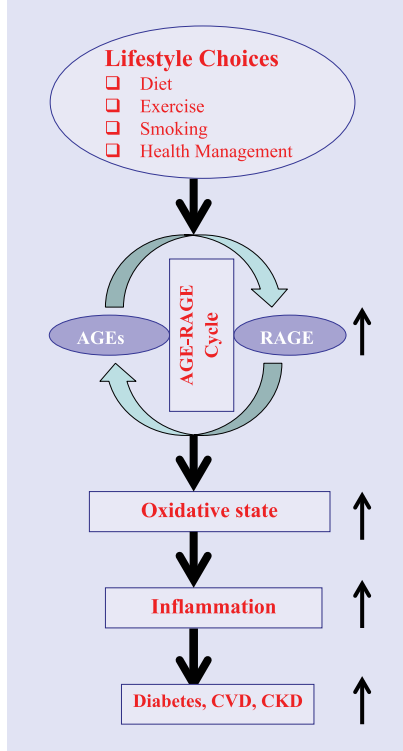 Lifestyle Choices
❑ Diet
❑ Exercise
❑ Smoking
❑ Health Management
AGEs
AGE-RAGE
Cycle
RAGE
Oxidative state
Inflammation
Diabetes, CVD, CKD